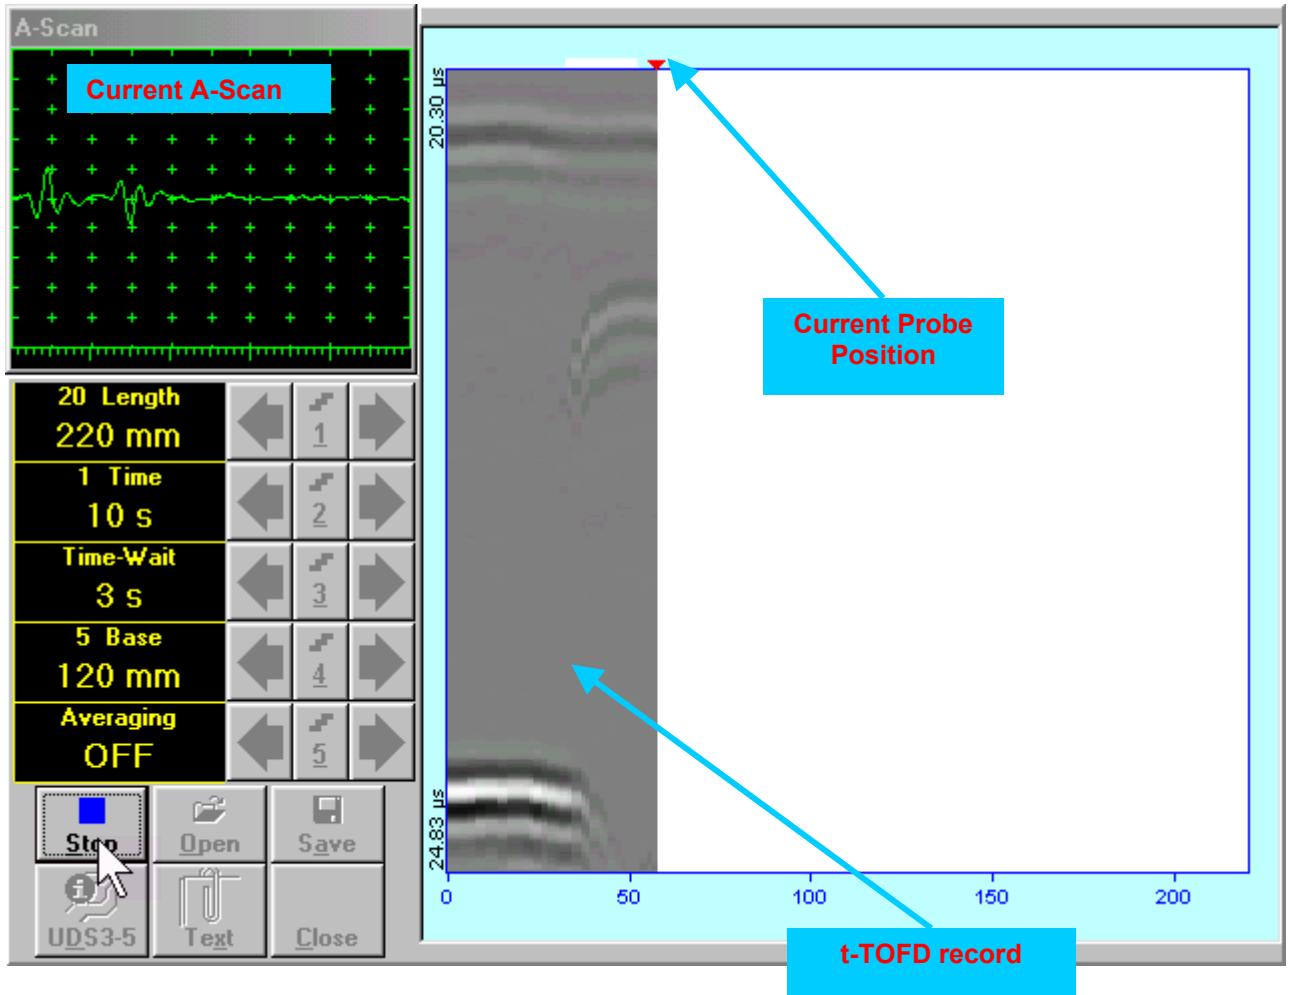 A-Scan
Current A-Scan
20 Length
220 mm
1
1 Time
10 s
2
Time-Wait
3 s
3
5 Base
120 mm
4
Averaging
OFF
5
Stop
Open
Save
UDS3-5
Text
Close
20.30 µs
24.83 µs
Current Probe
Position
0
50
100
150
200
t-TOFD record